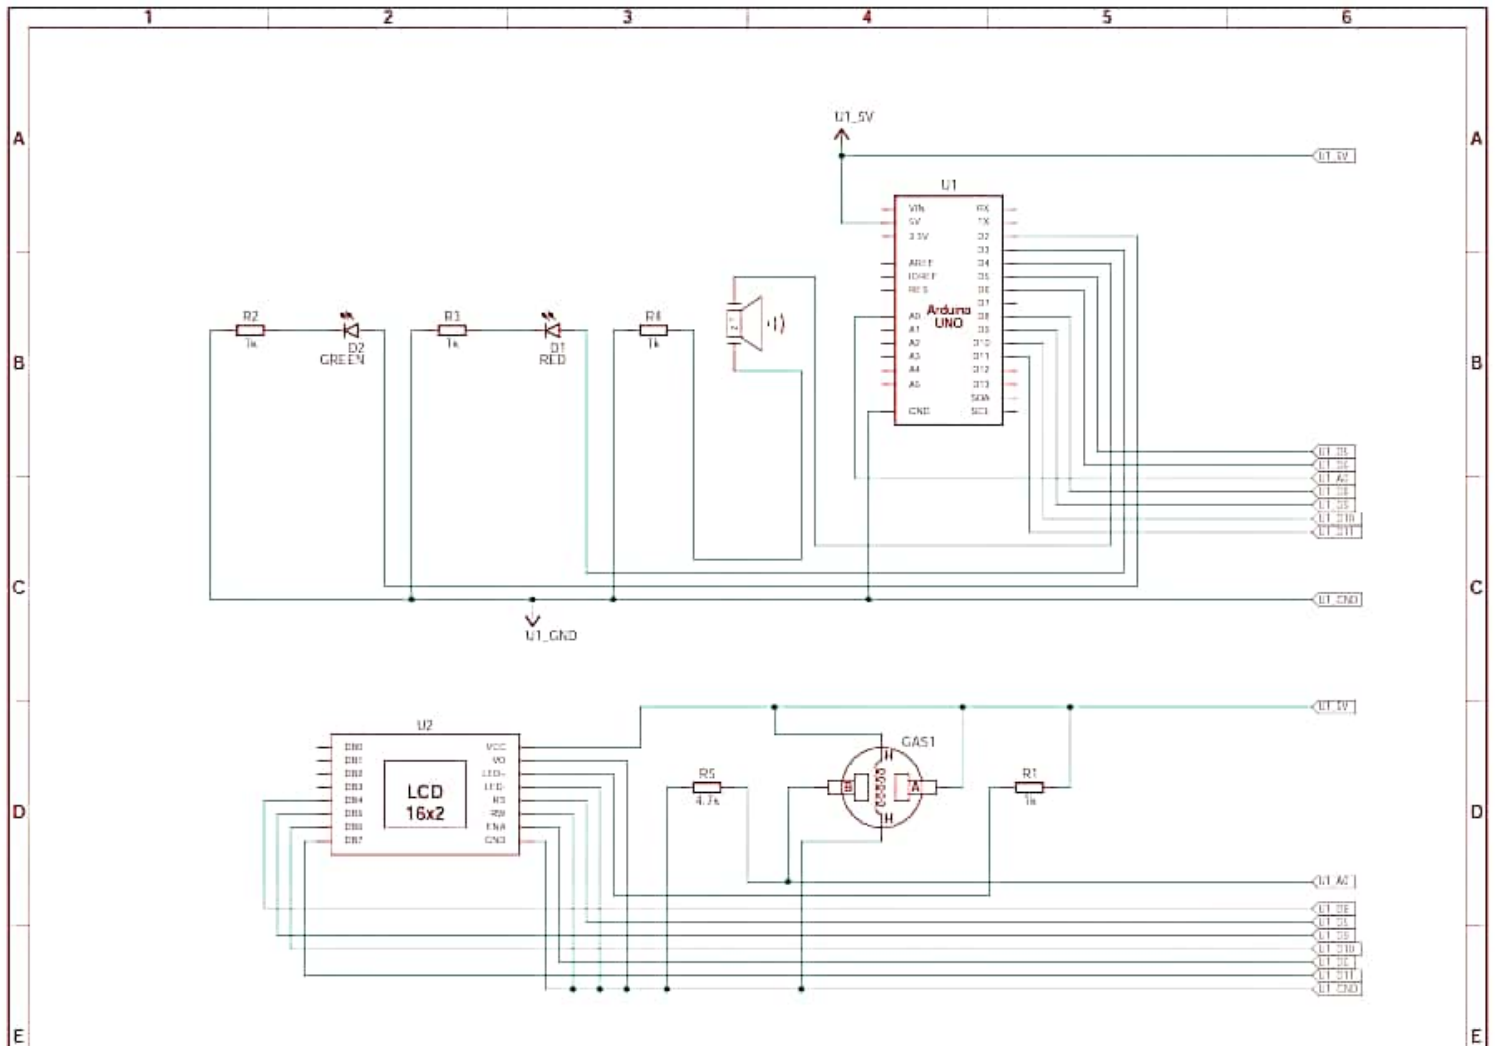 1 2 3 4 5 6
A A
U1_5V
U1_5V
U1
VIN RX
5V TX
3.3V D2
D3
AREF D4
IOREF D5
RES D6
D7
A0 D8
A1 D9
A2 D10
A3 D11
A4 D12
A5 D13
SDA
GND SCL
Arduino
UNO
R2
1k
D2
GREEN
R3
1k
D1
RED
R4
1k
B B
U1_D5
U1_D6
U1_A0
U1_D8
U1_D9
U1_D10
U1_D11
C C
U1_GND
U1_GND
U1_5V
U2
DB0 VCC
DB1 VO
DB2 LED+
DB3 LED-
DB4 RS
DB5 RW
DB6 ENA
DB7 GND
LCD
16x2
R5
4.7k
GAS1
H
B A
H
R1
1k
D D
U1_A0
U1_D8
U1_D5
U1_D9
U1_D10
U1_D6
U1_D11
U1_GND
E E